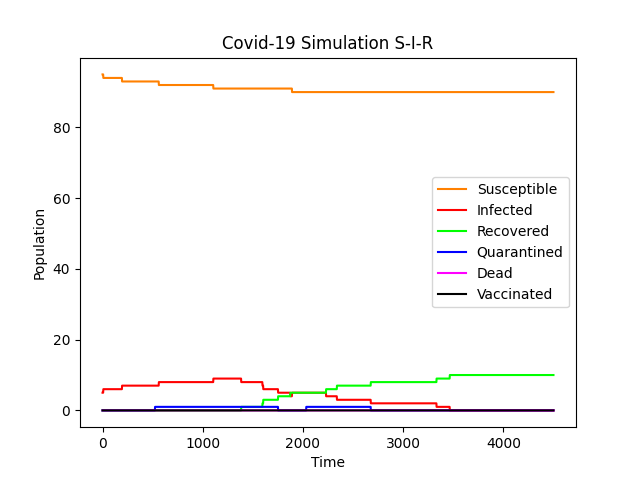 Covid-19 Simulation S-I-R
Population
80
60
40
20
0
Susceptible
Infected
Recovered
Quarantined
Dead
Vaccinated
0 1000 2000 3000 4000
Time